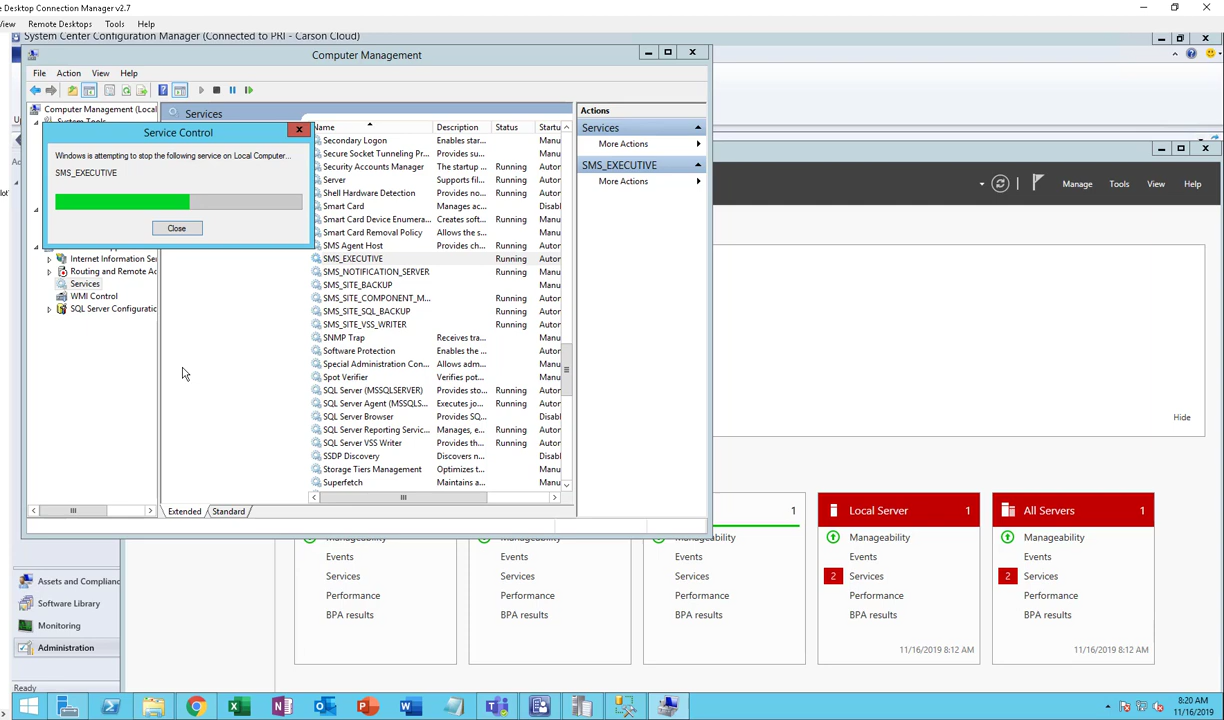 e Desktop Connection Manager v2.7
View Remote Desktops Tools Help
System Center Configuration Manager (Connected to PRI - Carson Cloud)
Computer Management
File Action View Help
Computer Management (Local
Services
Service Control
Windows is attempting to stop the following service on Local Computer...
SMS_EXECUTIVE
Close
Internet Information Se
Routing and Remote Ac
Services
WMI Control
SQL Server Configuratic
Name Description Status Startu
Secondary Logon Enables star... Manu
Secure Socket Tunneling Pr... Provides su... Manu
Security Accounts Manager The startup ... Running Autor
Server Supports fil... Running Autor
Shell Hardware Detection Provides no... Running Autor
Smart Card Manages ac... Disabl
Smart Card Device Enumera... Creates soft... Running Manu
Smart Card Removal Policy Allows the s... Manu
SMS Agent Host Provides ch... Running Autor
SMS_EXECUTIVE Running Autor
SMS_NOTIFICATION_SERVER Running Manu
SMS_SITE_BACKUP Manu
SMS_SITE_COMPONENT_M... Running Autor
SMS_SITE_SQL_BACKUP Running Autor
SMS_SITE_VSS_WRITER Running Autor
SNMP Trap Receives tra... Manu
Software Protection Enables the ... Autor
Special Administration Con... Allows adm... Manu
Spot Verifier Verifies pot... Manu
SQL Server (MSSQLSERVER) Provides sto... Running Autor
SQL Server Agent (MSSQLS... Executes jo... Running Autor
SQL Server Browser Provides SQ... Disabl
SQL Server Reporting Servic... Manages, e... Running Autor
SQL Server VSS Writer Provides th... Running Autor
SSDP Discovery Discovers n... Disabl
Storage Tiers Management Optimizes t... Manu
Superfetch Maintains a... Manu
Extended Standard
Actions
Services
More Actions
SMS_EXECUTIVE
More Actions
Manage Tools View Help
Hide
Manageability
Events
Services
Performance
BPA results
Manageability
Events
Services
Performance
BPA results
1
Manageability
Events
Services
Performance
BPA results
Local Server 1
Manageability
Events
2 Services
Performance
BPA results
11/16/2019 8:12 AM
All Servers 1
Manageability
Events
2 Services
Performance
BPA results
11/16/2019 8:12 AM
Assets and Complianc
Software Library
Monitoring
Administration
Ready
8:20 AM
11/16/2019